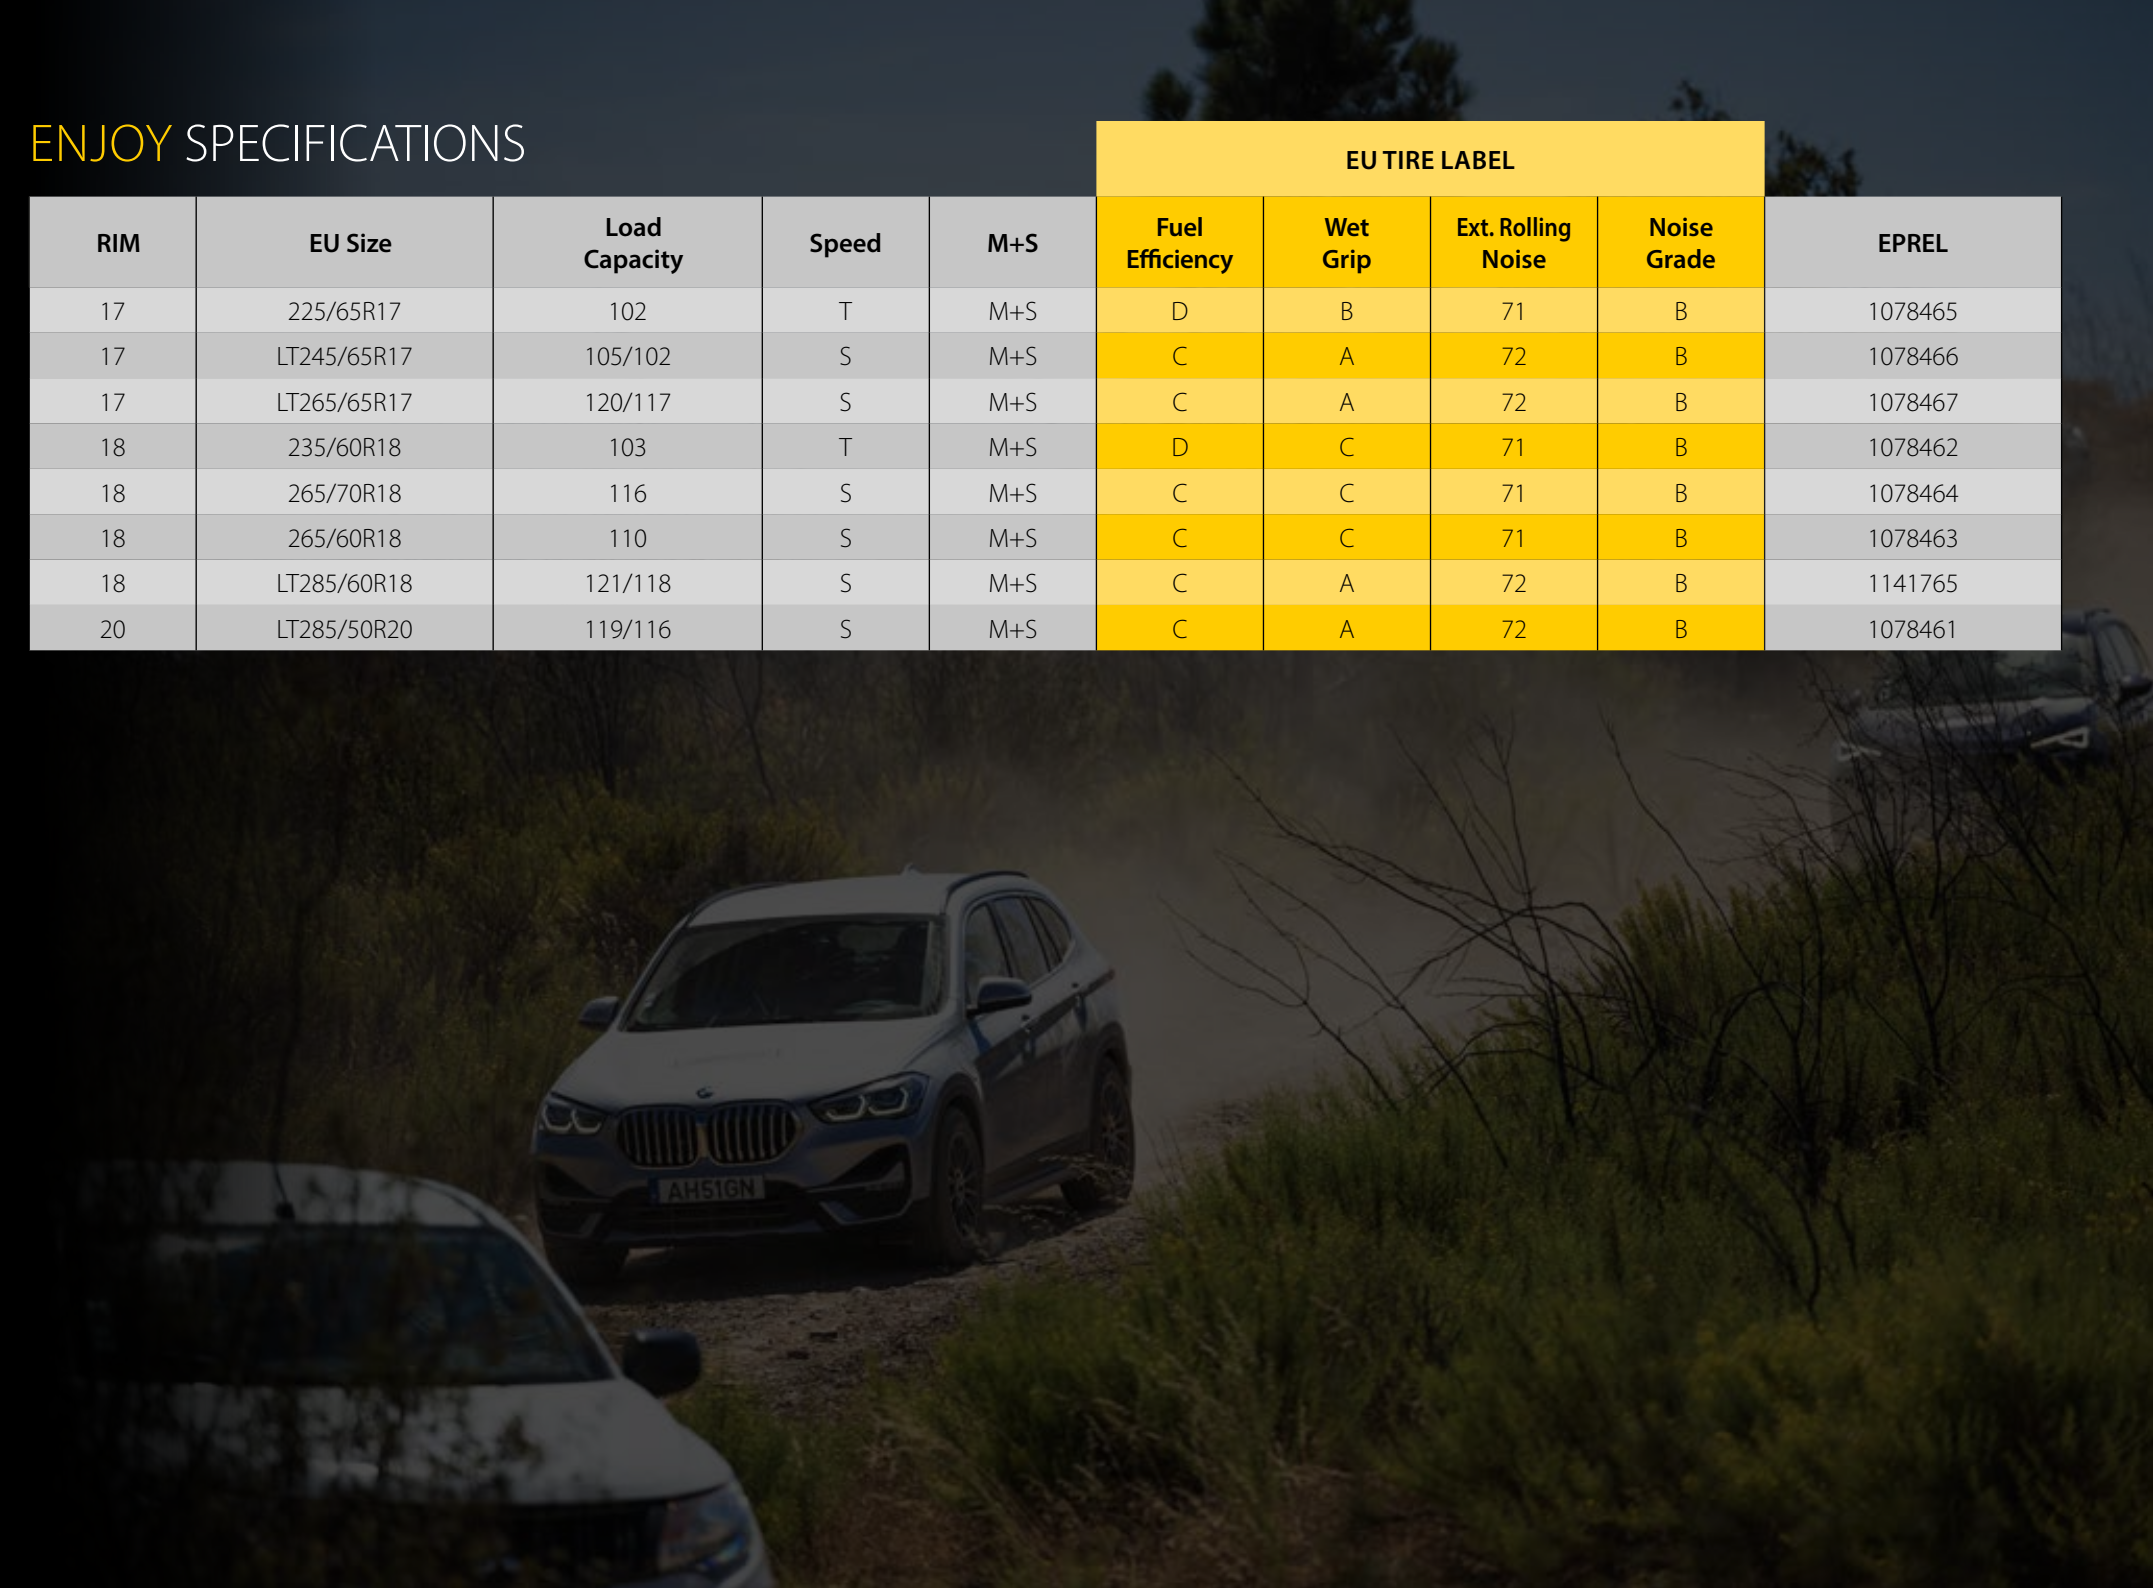 ENJOY SPECIFICATIONS
EU TIRE LABEL
RIM EU Size Load Capacity Speed M+S Fuel Efficiency Wet Grip Ext. Rolling Noise Noise Grade EPREL
17 225/65R17 102 T M+S D B 71 B 1078465
17 LT245/65R17 105/102 S M+S C A 72 B 1078466
17 LT265/65R17 120/117 S M+S C A 72 B 1078467
18 235/60R18 103 T M+S D C 71 B 1078462
18 265/70R18 116 S M+S C C 71 B 1078464
18 265/60R18 110 S M+S C C 71 B 1078463
18 LT285/60R18 121/118 S M+S C A 72 B 1141765
20 LT285/50R20 119/116 S M+S C A 72 B 1078461
AH51GN